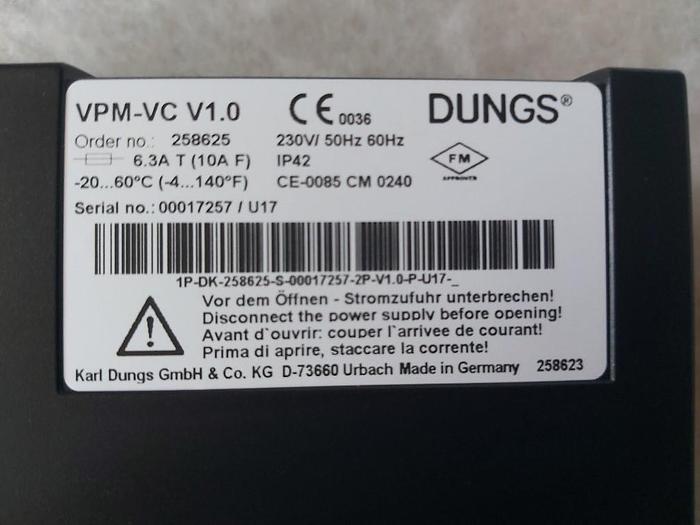 VPM-VC V1.0 CE 0036 DUNGS®
Order no.: 258625 230V/ 50Hz 60Hz
6.3A T (10A F) IP42 FM
APPROVED
-20...60°C (-4...140°F) CE-0085 CM 0240
Serial no.: 00017257 / U17
1P-DK-258625-S-00017257-2P-V1.0-P-U17-_
Vor dem Öffnen - Stromzufuhr unterbrechen!
Disconnect the power supply before opening!
Avant d`ouvrir: couper l`arrivee de courant!
Prima di aprire, staccare la corrente!
Karl Dungs GmbH & Co. KG D-73660 Urbach Made in Germany 258623